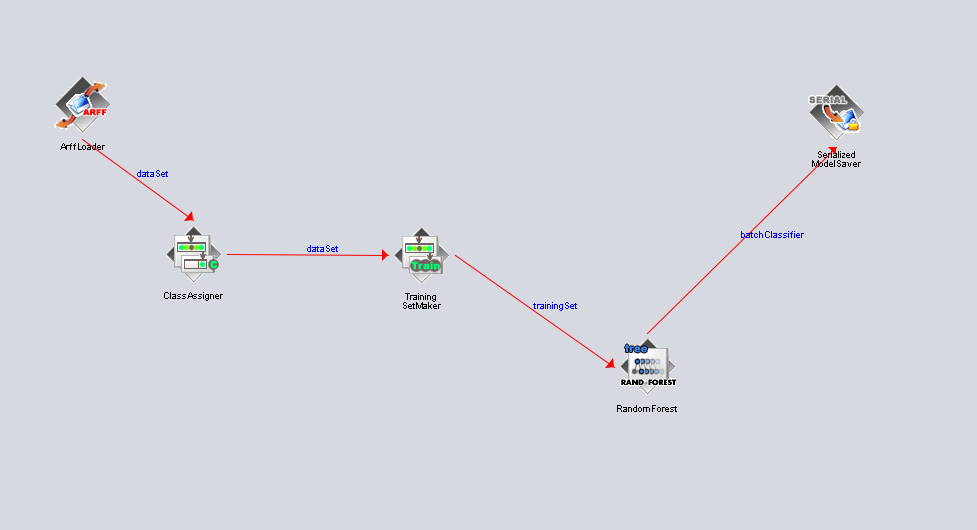 ARFF
ArffLoader
dataSet
ClassAssigner
C
dataSet
Train
Training
SetMaker
trainingSet
tree
RAND-FOREST
RandomForest
batchClassifier
SERIAL
Serialized
ModelSaver